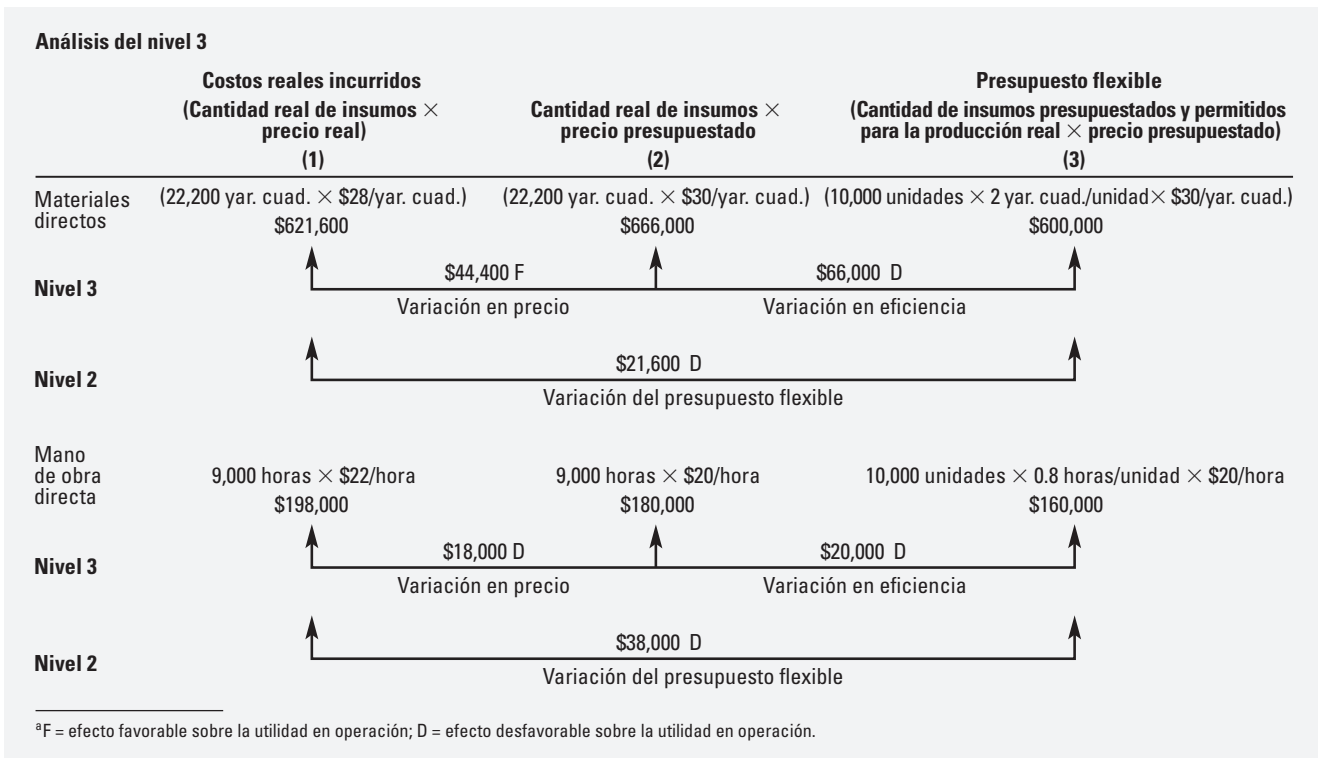 Análisis del nivel 3
Costos reales incurridos
(Cantidad real de insumos ×
precio real)
(1)
Cantidad real de insumos ×
precio presupuestado
(2)
Presupuesto flexible
(Cantidad de insumos presupuestados y permitidos
para la producción real × precio presupuestado)
(3)
Materiales
directos
(22,200 yar. cuad. × $28/yar. cuad.)
$621,600
(22,200 yar. cuad. × $30/yar. cuad.)
$666,000
(10,000 unidades × 2 yar. cuad./unidad× $30/yar. cuad.)
$600,000
Nivel 3
$44,400 F
Variación en precio
$66,000 D
Variación en eficiencia
Nivel 2
$21,600 D
Variación del presupuesto flexible
Mano
de obra
directa
9,000 horas × $22/hora
$198,000
9,000 horas × $20/hora
$180,000
10,000 unidades × 0.8 horas/unidad × $20/hora
$160,000
Nivel 3
$18,000 D
Variación en precio
$20,000 D
Variación en eficiencia
Nivel 2
$38,000 D
Variación del presupuesto flexible
ªF = efecto favorable sobre la utilidad en operación; D = efecto desfavorable sobre la utilidad en operación.